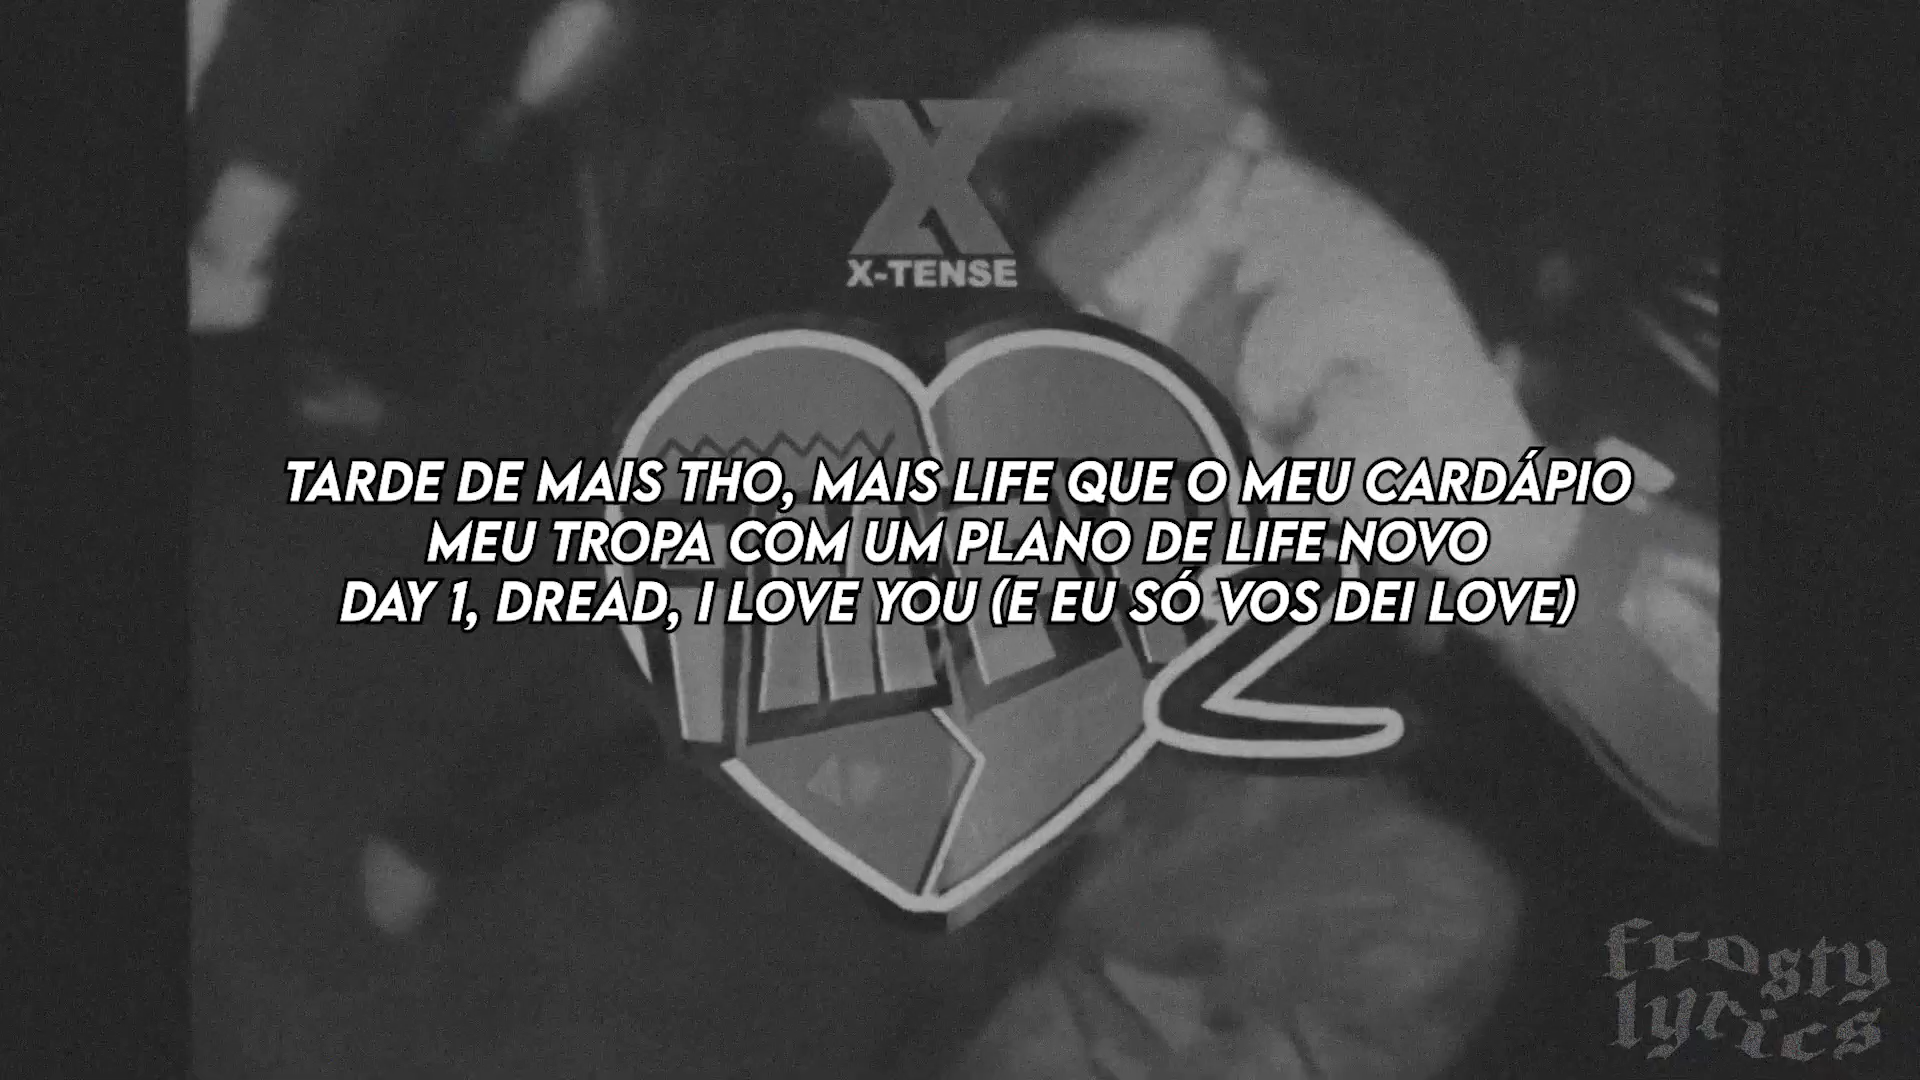 X-TENSE
TARDE DE MAIS THO, MAIS LIFE QUE O MEU CARDÁPIO
MEU TROPA COM UM PLANO DE LIFE NOVO
DAY 1, DREAD, I LOVE YOU (E EU SÓ VOS DEI LOVE)
frosty
lyrics